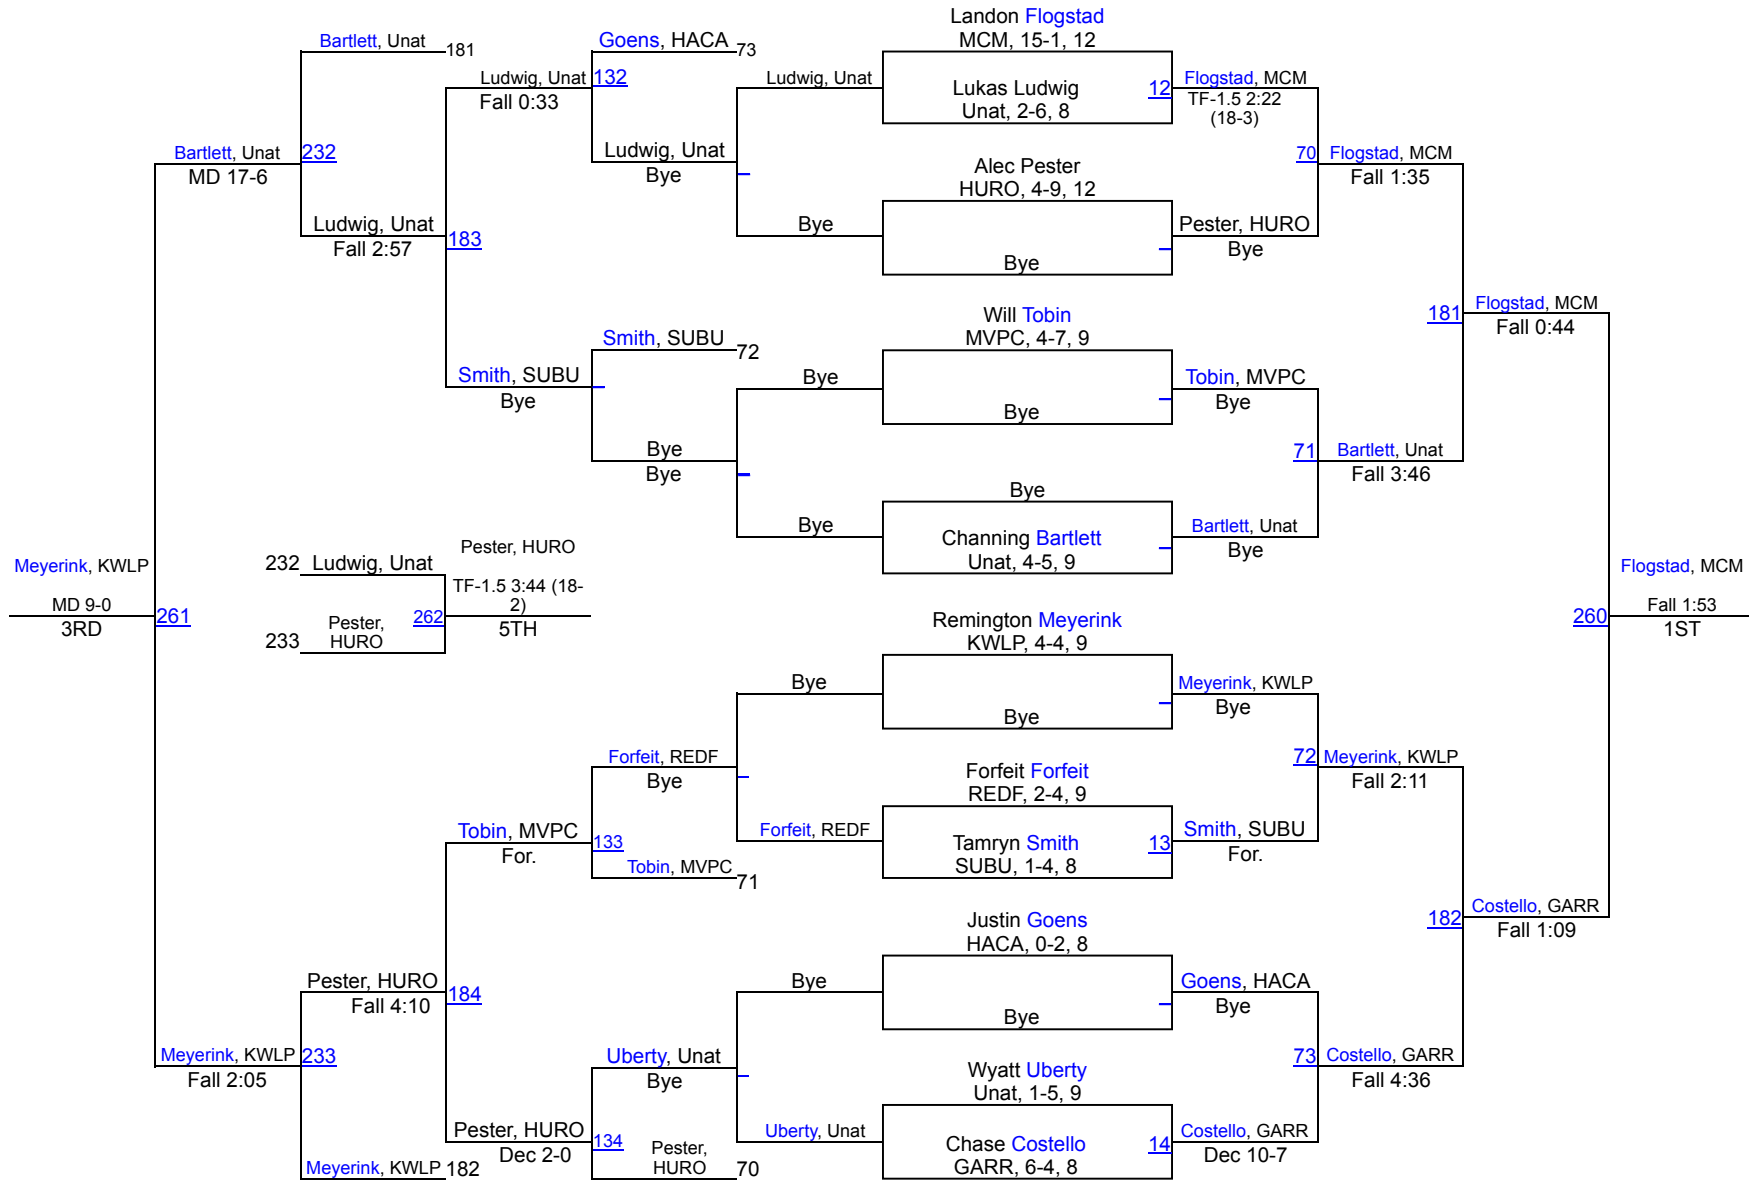 Landon Flogstad
MCM, 15-1, 12
Bartlett, Unat 181
Goens, HACA 73
Ludwig, Unat 132
Fall 0:33
Ludwig, Unat
Lukas Ludwig
Unat, 2-6, 8
12 Flogstad, MCM
TF-1.5 2:22
(18-3)
Bartlett, Unat 232
MD 17-6
Ludwig, Unat
Bye
Alec Pester
HURO, 4-9, 12
70 Flogstad, MCM
Fall 1:35
Ludwig, Unat 183
Fall 2:57
Bye
Bye
Pester, HURO
Bye
Will Tobin
MVPC, 4-7, 9
181 Flogstad, MCM
Fall 0:44
Smith, SUBU 72
Smith, SUBU
Bye
Bye
Bye
Tobin, MVPC
Bye
Bye
Bye
71 Bartlett, Unat
Fall 3:46
Bye
Bye
Channing Bartlett
Unat, 4-5, 9
Bartlett, Unat
Bye
Meyerink, KWLP
MD 9-0
3RD
261
232 Ludwig, Unat
233 Pester,
HURO
262
Pester, HURO
TF-1.5 3:44 (18-
2)
5TH
Flogstad, MCM
260 Fall 1:53
1ST
Remington Meyerink
KWLP, 4-4, 9
Bye
Bye
Meyerink, KWLP
Bye
Forfeit, REDF
Bye
Forfeit Forfeit
REDF, 2-4, 9
72 Meyerink, KWLP
Fall 2:11
Tobin, MVPC 133
For.
Forfeit, REDF
Tamryn Smith
SUBU, 1-4, 8
13 Smith, SUBU
For.
Tobin, MVPC 71
Justin Goens
HACA, 0-2, 8
182 Costello, GARR
Fall 1:09
Pester, HURO 184
Fall 4:10
Bye
Bye
Goens, HACA
Bye
Meyerink, KWLP 233
Fall 2:05
Uberty, Unat
Bye
Wyatt Uberty
Unat, 1-5, 9
73 Costello, GARR
Fall 4:36
Pester, HURO 134
Dec 2-0
Uberty, Unat
Chase Costello
GARR, 6-4, 8
14 Costello, GARR
Dec 10-7
Meyerink, KWLP 182
Pester,
HURO 70